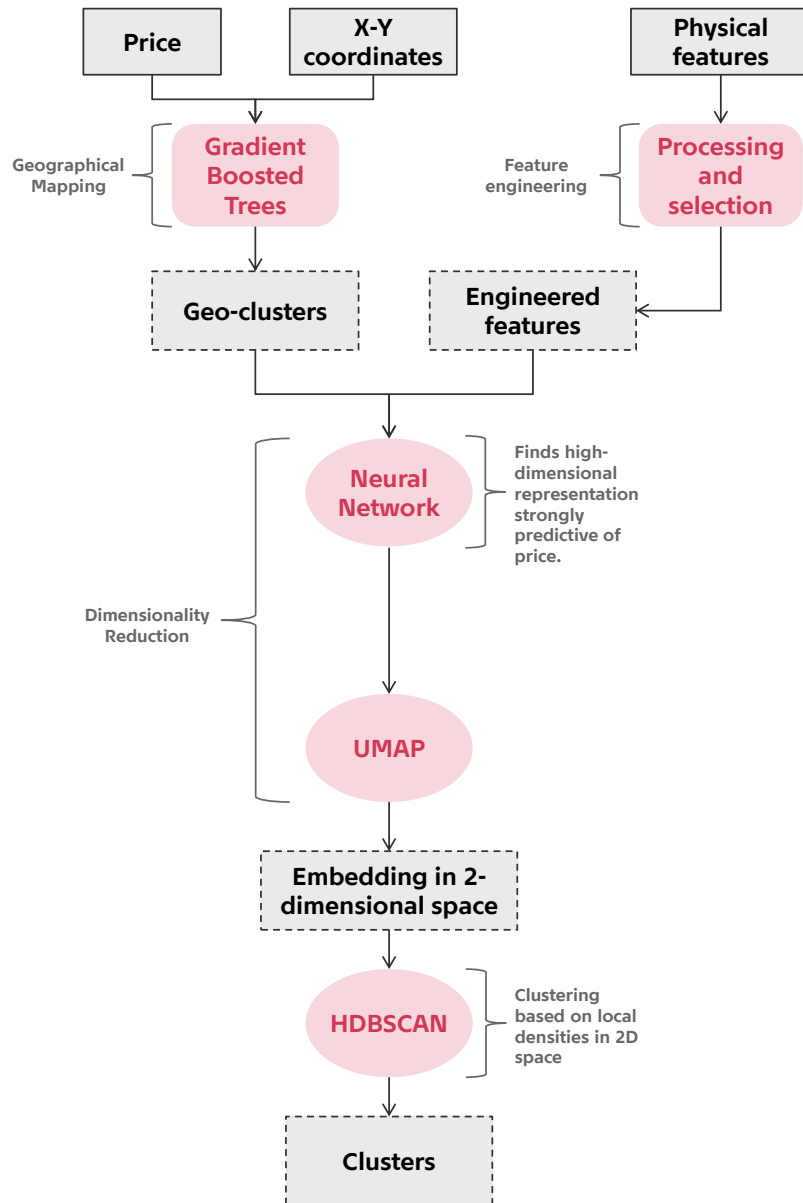 Price
X-Y
coordinates
Physical
features
Geographical
Mapping
Gradient
Boosted
Trees
Feature
engineering
Processing
and
selection
Geo-clusters
Engineered
features
Neural
Network
Finds high-
dimensional
representation
strongly
predictive of
price.
Dimensionality
Reduction
UMAP
Embedding in 2-
dimensional space
HDBSCAN
Clustering
based on local
densities in 2D
space
Clusters